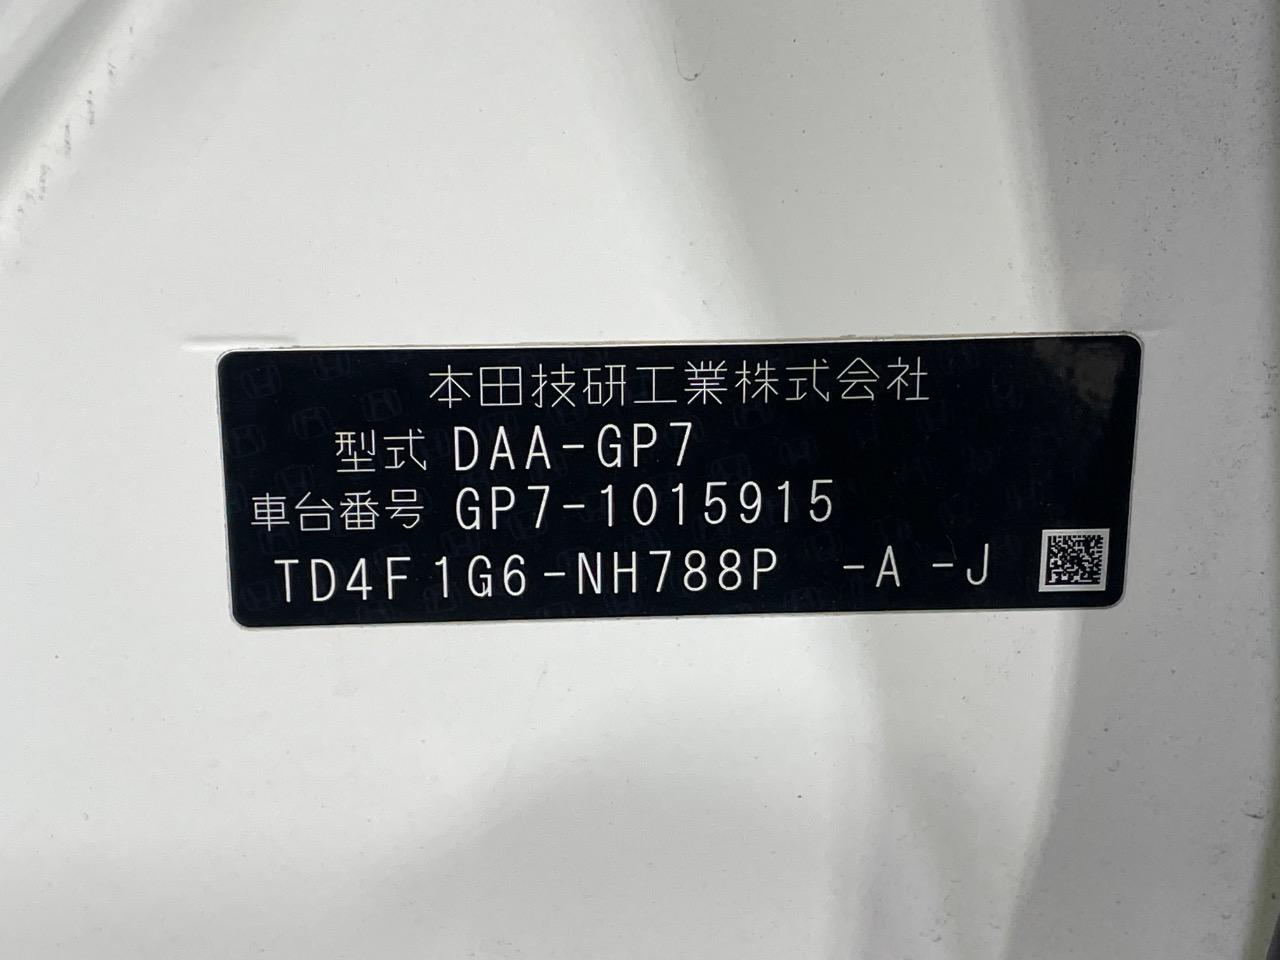 本田技研工業株式会社
型式 DAA-GP7
車台番号 GP7-1015915
TD4F1G6-NH788P -A -J